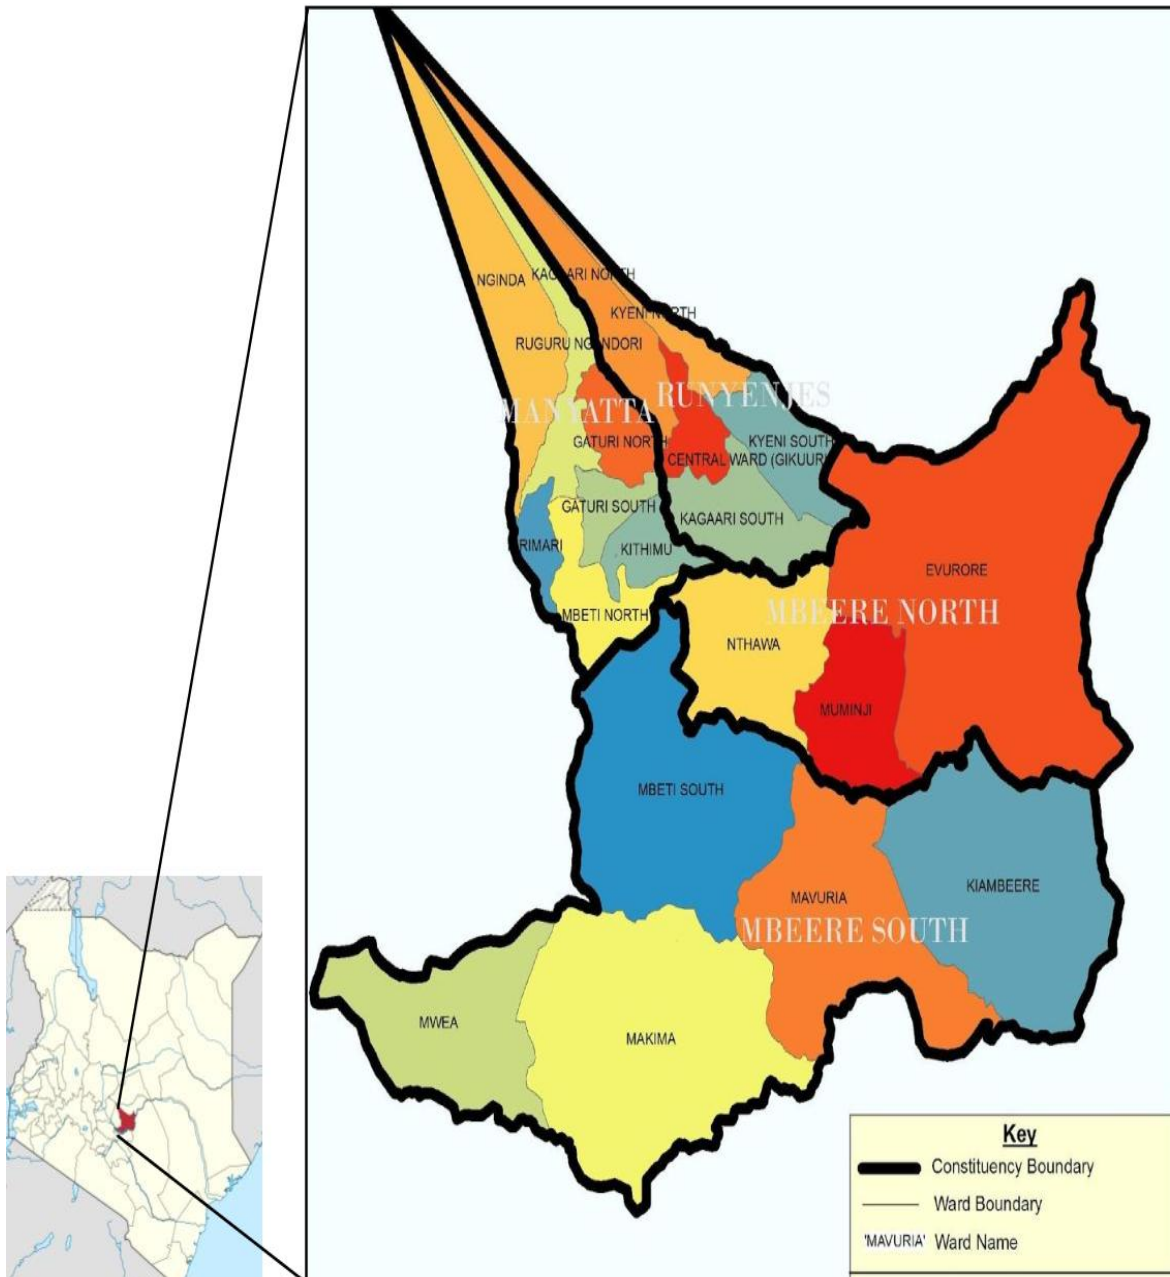 NGINDA
KAGAARI NORTH
KYENI NORTH
RUGURU NGANDORI
RUNYENJES
MANYATTA
GATURI NORTH
KYENI SOUTH
CENTRAL WARD (GIKUURI
GATURI SOUTH
KAGAARI SOUTH
RIMARI
KITHIMU
EVURORE
MBETI NORTH
MBEERE NORTH
NTHAWA
MUMINJI
MBETI SOUTH
MAVURIA
KIAMBEERE
MBEERE SOUTH
MWEA
MAKIMA
Key
Constituency Boundary
Ward Boundary
'MAVURIA' Ward Name